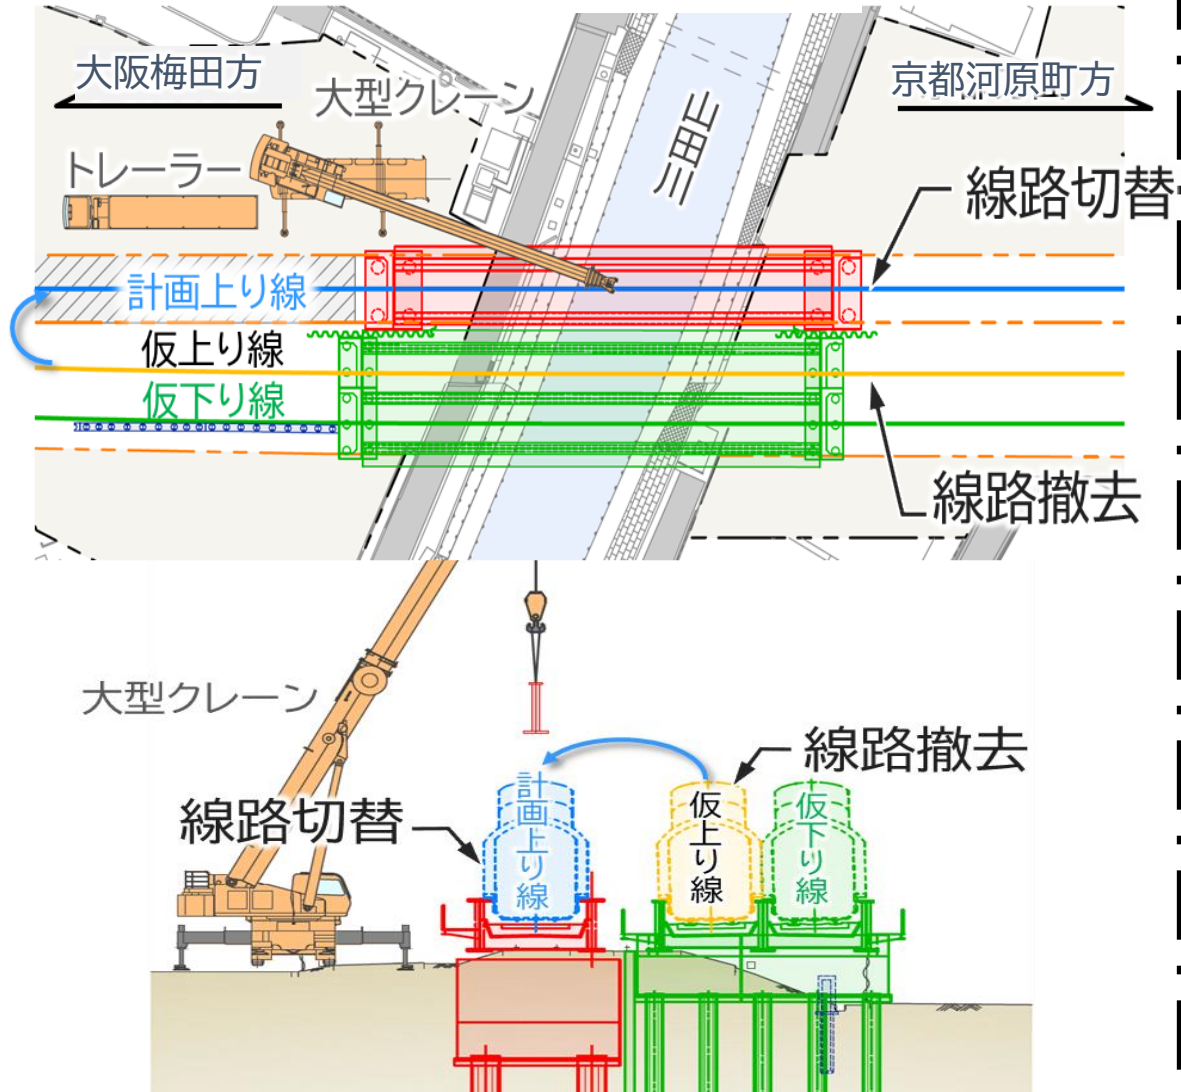 大阪梅田方
京都河原町方
大型クレーン
トレーラー
山田川
線路切替
計画上り線
仮上り線
仮下り線
線路撤去
大型クレーン
線路撤去
線路切替
計画上り線
仮上り線
仮下り線